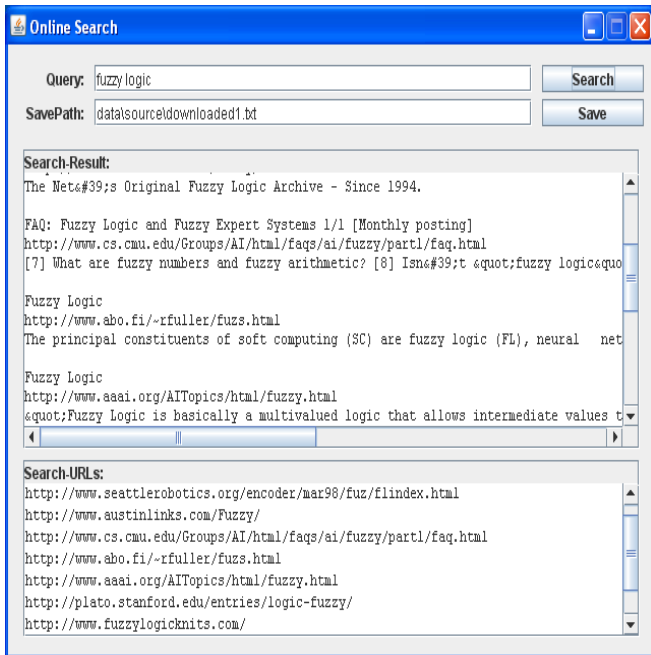 Online Search
Query: fuzzy logic Search
SavePath: data\source\downloaded1.txt Save
Search-Result:
The Net&#39;s Original Fuzzy Logic Archive - Since 1994.
FAQ: Fuzzy Logic and Fuzzy Expert Systems 1/1 [Monthly posting]
http://www.cs.cmu.edu/Groups/AI/html/faqs/ai/fuzzy/part1/faq.html
[7] What are fuzzy numbers and fuzzy arithmetic? [8] Isn&#39;t &quot;fuzzy logic&quo
Fuzzy Logic
http://www.abo.fi/~rfuller/fuzs.html
The principal constituents of soft computing (SC) are fuzzy logic (FL), neural   net
Fuzzy Logic
http://www.aaai.org/AITopics/html/fuzzy.html
&quot;Fuzzy Logic is basically a multivalued logic that allows intermediate values t
Search-URLs:
http://www.seattlerobotics.org/encoder/mar98/fuz/flindex.html
http://www.austinlinks.com/Fuzzy/
http://www.cs.cmu.edu/Groups/AI/html/faqs/ai/fuzzy/part1/faq.html
http://www.abo.fi/~rfuller/fuzs.html
http://www.aaai.org/AITopics/html/fuzzy.html
http://plato.stanford.edu/entries/logic-fuzzy/
http://www.fuzzylogicknits.com/